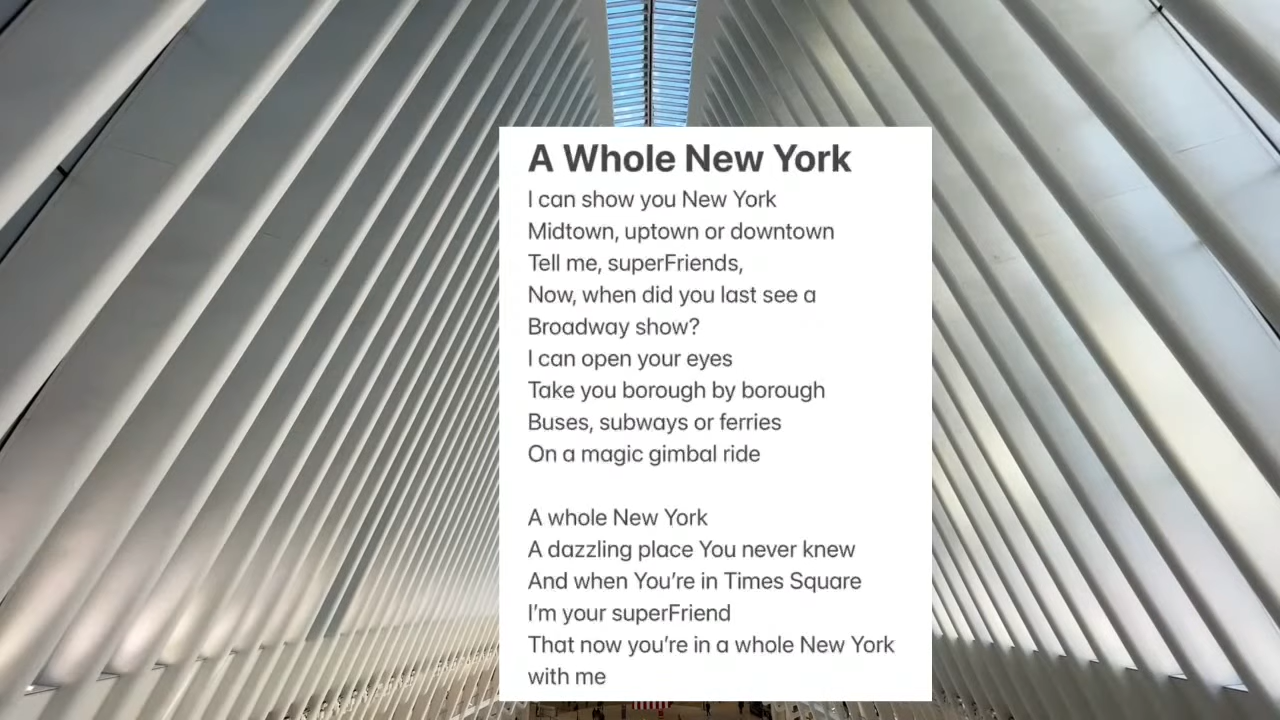 A Whole New York
I can show you New York
Midtown, uptown or downtown
Tell me, superFriends,
Now, when did you last see a
Broadway show?
I can open your eyes
Take you borough by borough
Buses, subways or ferries
On a magic gimbal ride
A whole New York
A dazzling place You never knew
And when You’re in Times Square
I’m your superFriend
That now you’re in a whole New York
with me